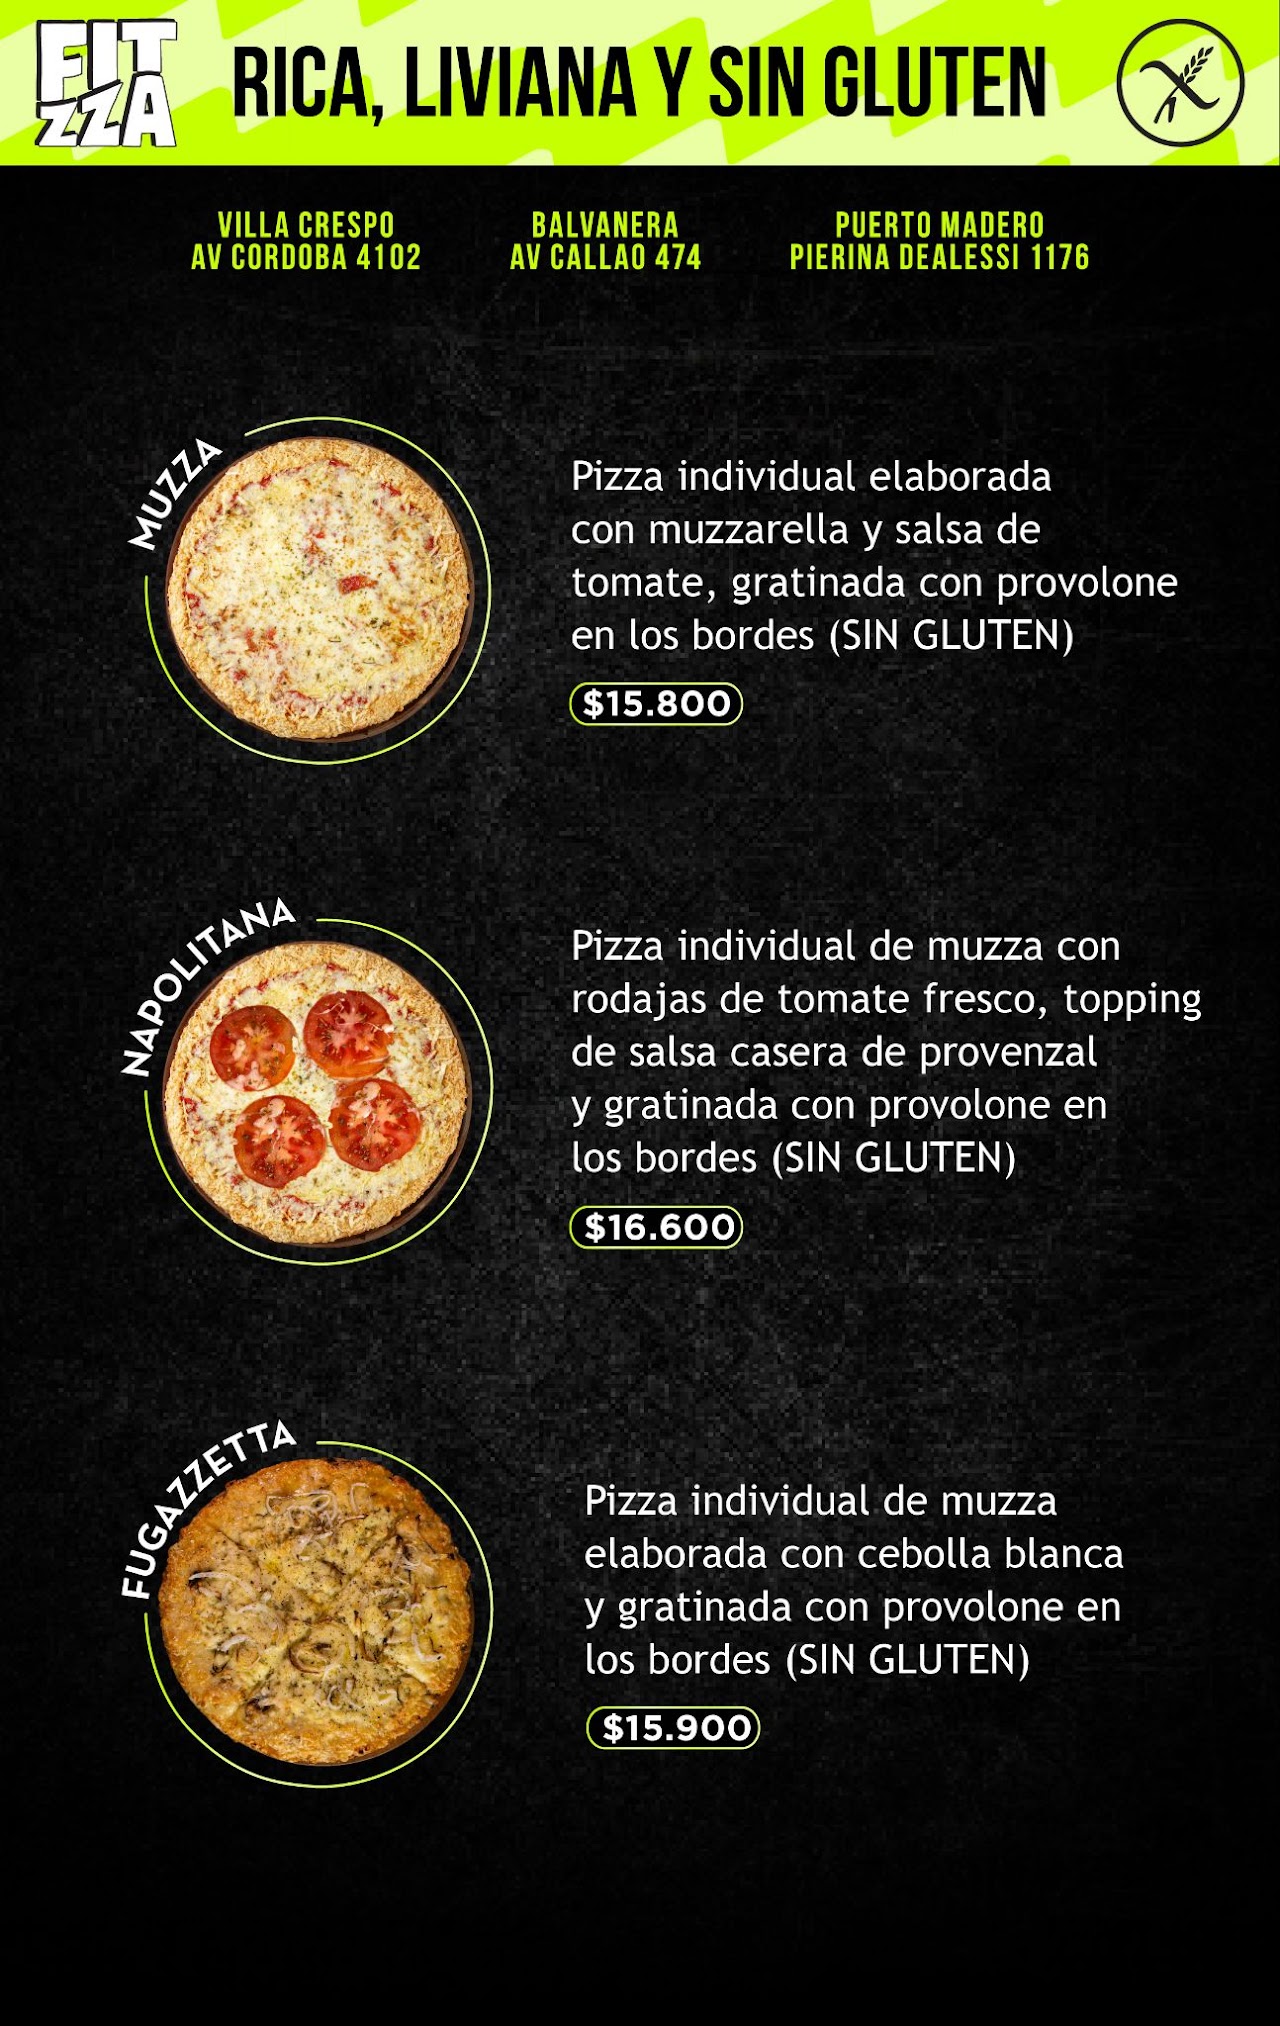 FIT
ZZA
RICA, LIVIANA Y SIN GLUTEN
VILLA CRESPO
AV CORDOBA 4102
BALVANERA
AV CALLAO 474
PUERTO MADERO
PIERINA DEALESSI 1176
MUZZA
Pizza individual elaborada
con muzzarella y salsa de
tomate, gratinada con provolone
en los bordes (SIN GLUTEN)
$15.800
NAPOLITANA
Pizza individual de muzza con
rodajas de tomate fresco, topping
de salsa casera de provenzal
y gratinada con provolone en
los bordes (SIN GLUTEN)
$16.600
FUGAZZETTA
Pizza individual de muzza
elaborada con cebolla blanca
y gratinada con provolone en
los bordes (SIN GLUTEN)
$15.900